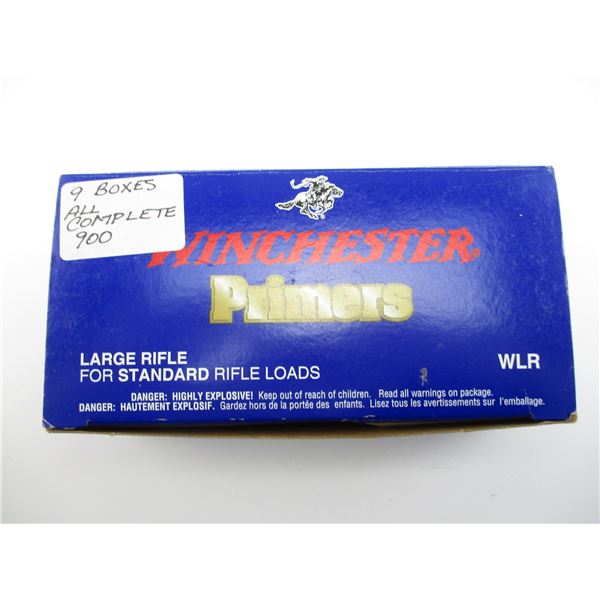 9 BOXES
ALL
COMPLETE
900
WINCHESTER
Primers
LARGE RIFLE
FOR STANDARD RIFLE LOADS
WLR
DANGER: HIGHLY EXPLOSIVE! Keep out of reach of children. Read all warnings on package.
DANGER: HAUTEMENT EXPLOSIF. Gardez hors de la portée des enfants. Lisez tous les avertissements sur l'emballage.